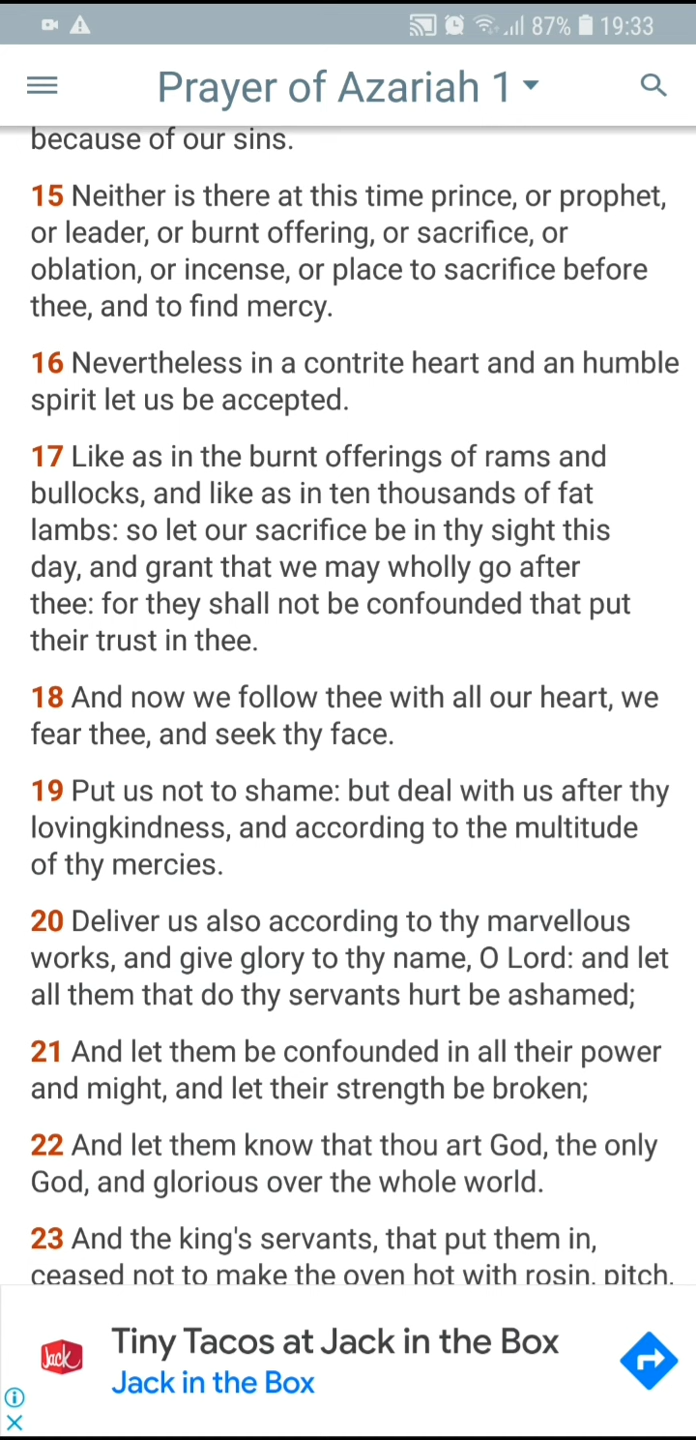 87% 19:33
Prayer of Azariah 1
because of our sins.
15 Neither is there at this time prince, or prophet,
or leader, or burnt offering, or sacrifice, or
oblation, or incense, or place to sacrifice before
thee, and to find mercy.
16 Nevertheless in a contrite heart and an humble
spirit let us be accepted.
17 Like as in the burnt offerings of rams and
bullocks, and like as in ten thousands of fat
lambs: so let our sacrifice be in thy sight this
day, and grant that we may wholly go after
thee: for they shall not be confounded that put
their trust in thee.
18 And now we follow thee with all our heart, we
fear thee, and seek thy face.
19 Put us not to shame: but deal with us after thy
lovingkindness, and according to the multitude
of thy mercies.
20 Deliver us also according to thy marvellous
works, and give glory to thy name, O Lord: and let
all them that do thy servants hurt be ashamed;
21 And let them be confounded in all their power
and might, and let their strength be broken;
22 And let them know that thou art God, the only
God, and glorious over the whole world.
23 And the king's servants, that put them in,
ceased not to make the oven hot with rosin, pitch,
Jack
Tiny Tacos at Jack in the Box
Jack in the Box